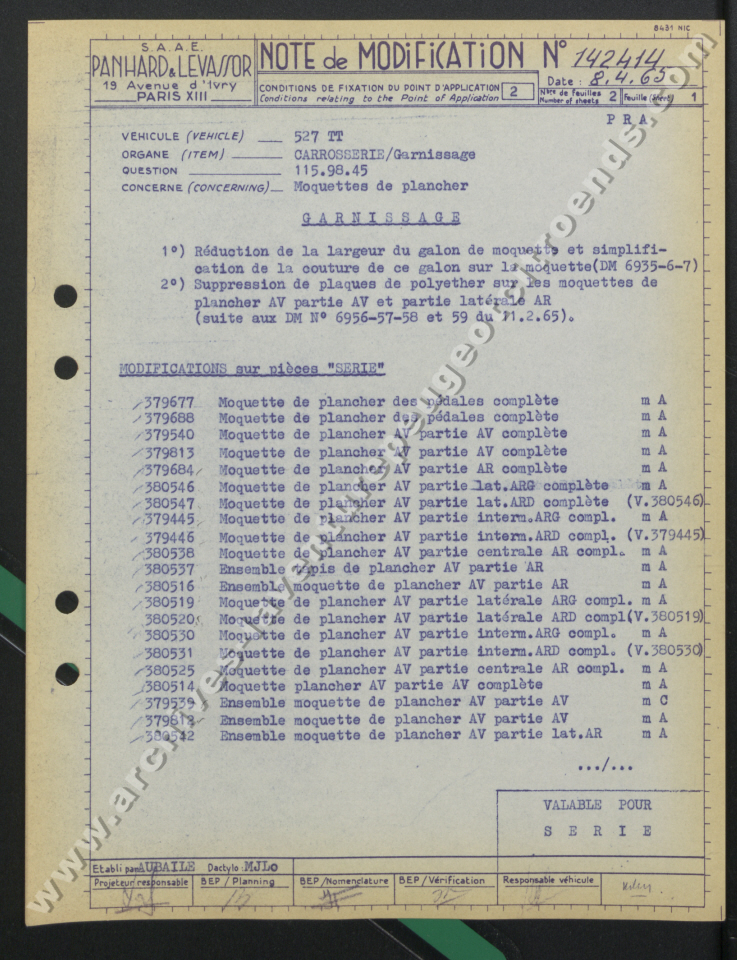 8431 NIC
S.A.A.E.
PANHARD & LEVASSOR
19 Avenue d'Ivry
PARIS XIII
NOTE de MODiFiCATiON N° 142414
Date : 8.4.65
CONDITIONS DE FIXATION DU POINT D'APPLICATION 2
Conditions relating to the Point of Application
Nbre de feuilles 2 Feuille (Sheet) 1
Number of sheets
P R A
VEHICULE (VEHICLE) 527 TT
ORGANE (ITEM) CARROSSERIE/Garnissage
QUESTION 115.98.45
CONCERNE (CONCERNING) Moquettes de plancher
G A R N I S S A G E
1°) Réduction de la largeur du galon de moquette et simplifi-
cation de la couture de ce galon sur la moquette(DM 6935-6-7)
2°) Suppression de plaques de polyether sur les moquettes de
plancher AV partie AV et partie latérale AR
(suite aux DM N° 6956-57-58 et 59 du 11.2.65).
MODIFICATIONS sur pièces "SERIE"
379677 Moquette de plancher des pédales complète m A
379688 Moquette de plancher des pédales complète m A
379540 Moquette de plancher AV partie AV complète m A
379813 Moquette de plancher AV partie AV complète m A
379684 Moquette de plancher AV partie AR complète m A
380546 Moquette de plancher AV partie lat.ARG complète m A
380547 Moquette de plancher AV partie lat.ARD complète (V.380546)
379445 Moquette de plancher AV partie interm.ARG compl. m A
379446 Moquette de plancher AV partie interm.ARD compl. (V.379445)
380538 Moquette de plancher AV partie centrale AR compl. m A
380537 Ensemble tapis de plancher AV partie AR m A
380516 Ensemble moquette de plancher AV partie AR m A
380519 Moquette de plancher AV partie latérale ARG compl. m A
380520 Moquette de plancher AV partie latérale ARD compl(V.380519)
380530 Moquette de plancher AV partie interm.ARG compl. m A
380531 Moquette de plancher AV partie interm.ARD compl. (V.380530)
380525 Moquette de plancher AV partie centrale AR compl. m A
380514 Moquette plancher AV partie AV complète m A
379539 Ensemble moquette de plancher AV partie AV m C
379812 Ensemble moquette de plancher AV partie AV m A
380542 Ensemble moquette de plancher AV partie lat.AR m A
.../...
VALABLE POUR
S E R I E
Etabli par AUBAILE Dactylo : MJLo
Projeteur responsable BEP / Planning BEP / Nomenclature BEP / Vérification Responsable véhicule
www.archives-laventurepeugeotcitroends.com